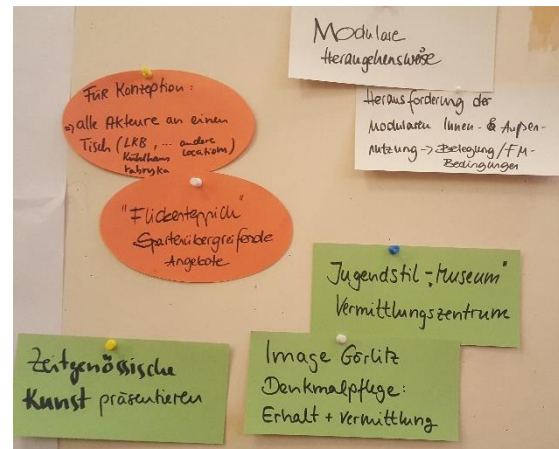 Modulare
Herangehensweise
Herausforderung der
modularen Innen- & Außen-
nutzung -> Belegung/FM-
Bedingungen
Für Konzeption:
=> alle Akteure an einen
Tisch (LKB, ... andere
Kühlhaus locations)
rabryka
"Flickenteppich"
Spartenübergreifende
Angebote
Jugendstil-"Museum"
Vermittlungszentrum
Zeitgenössische
Kunst präsentieren
Image Görlitz
Denkmalpflege:
Erhalt + Vermittlung